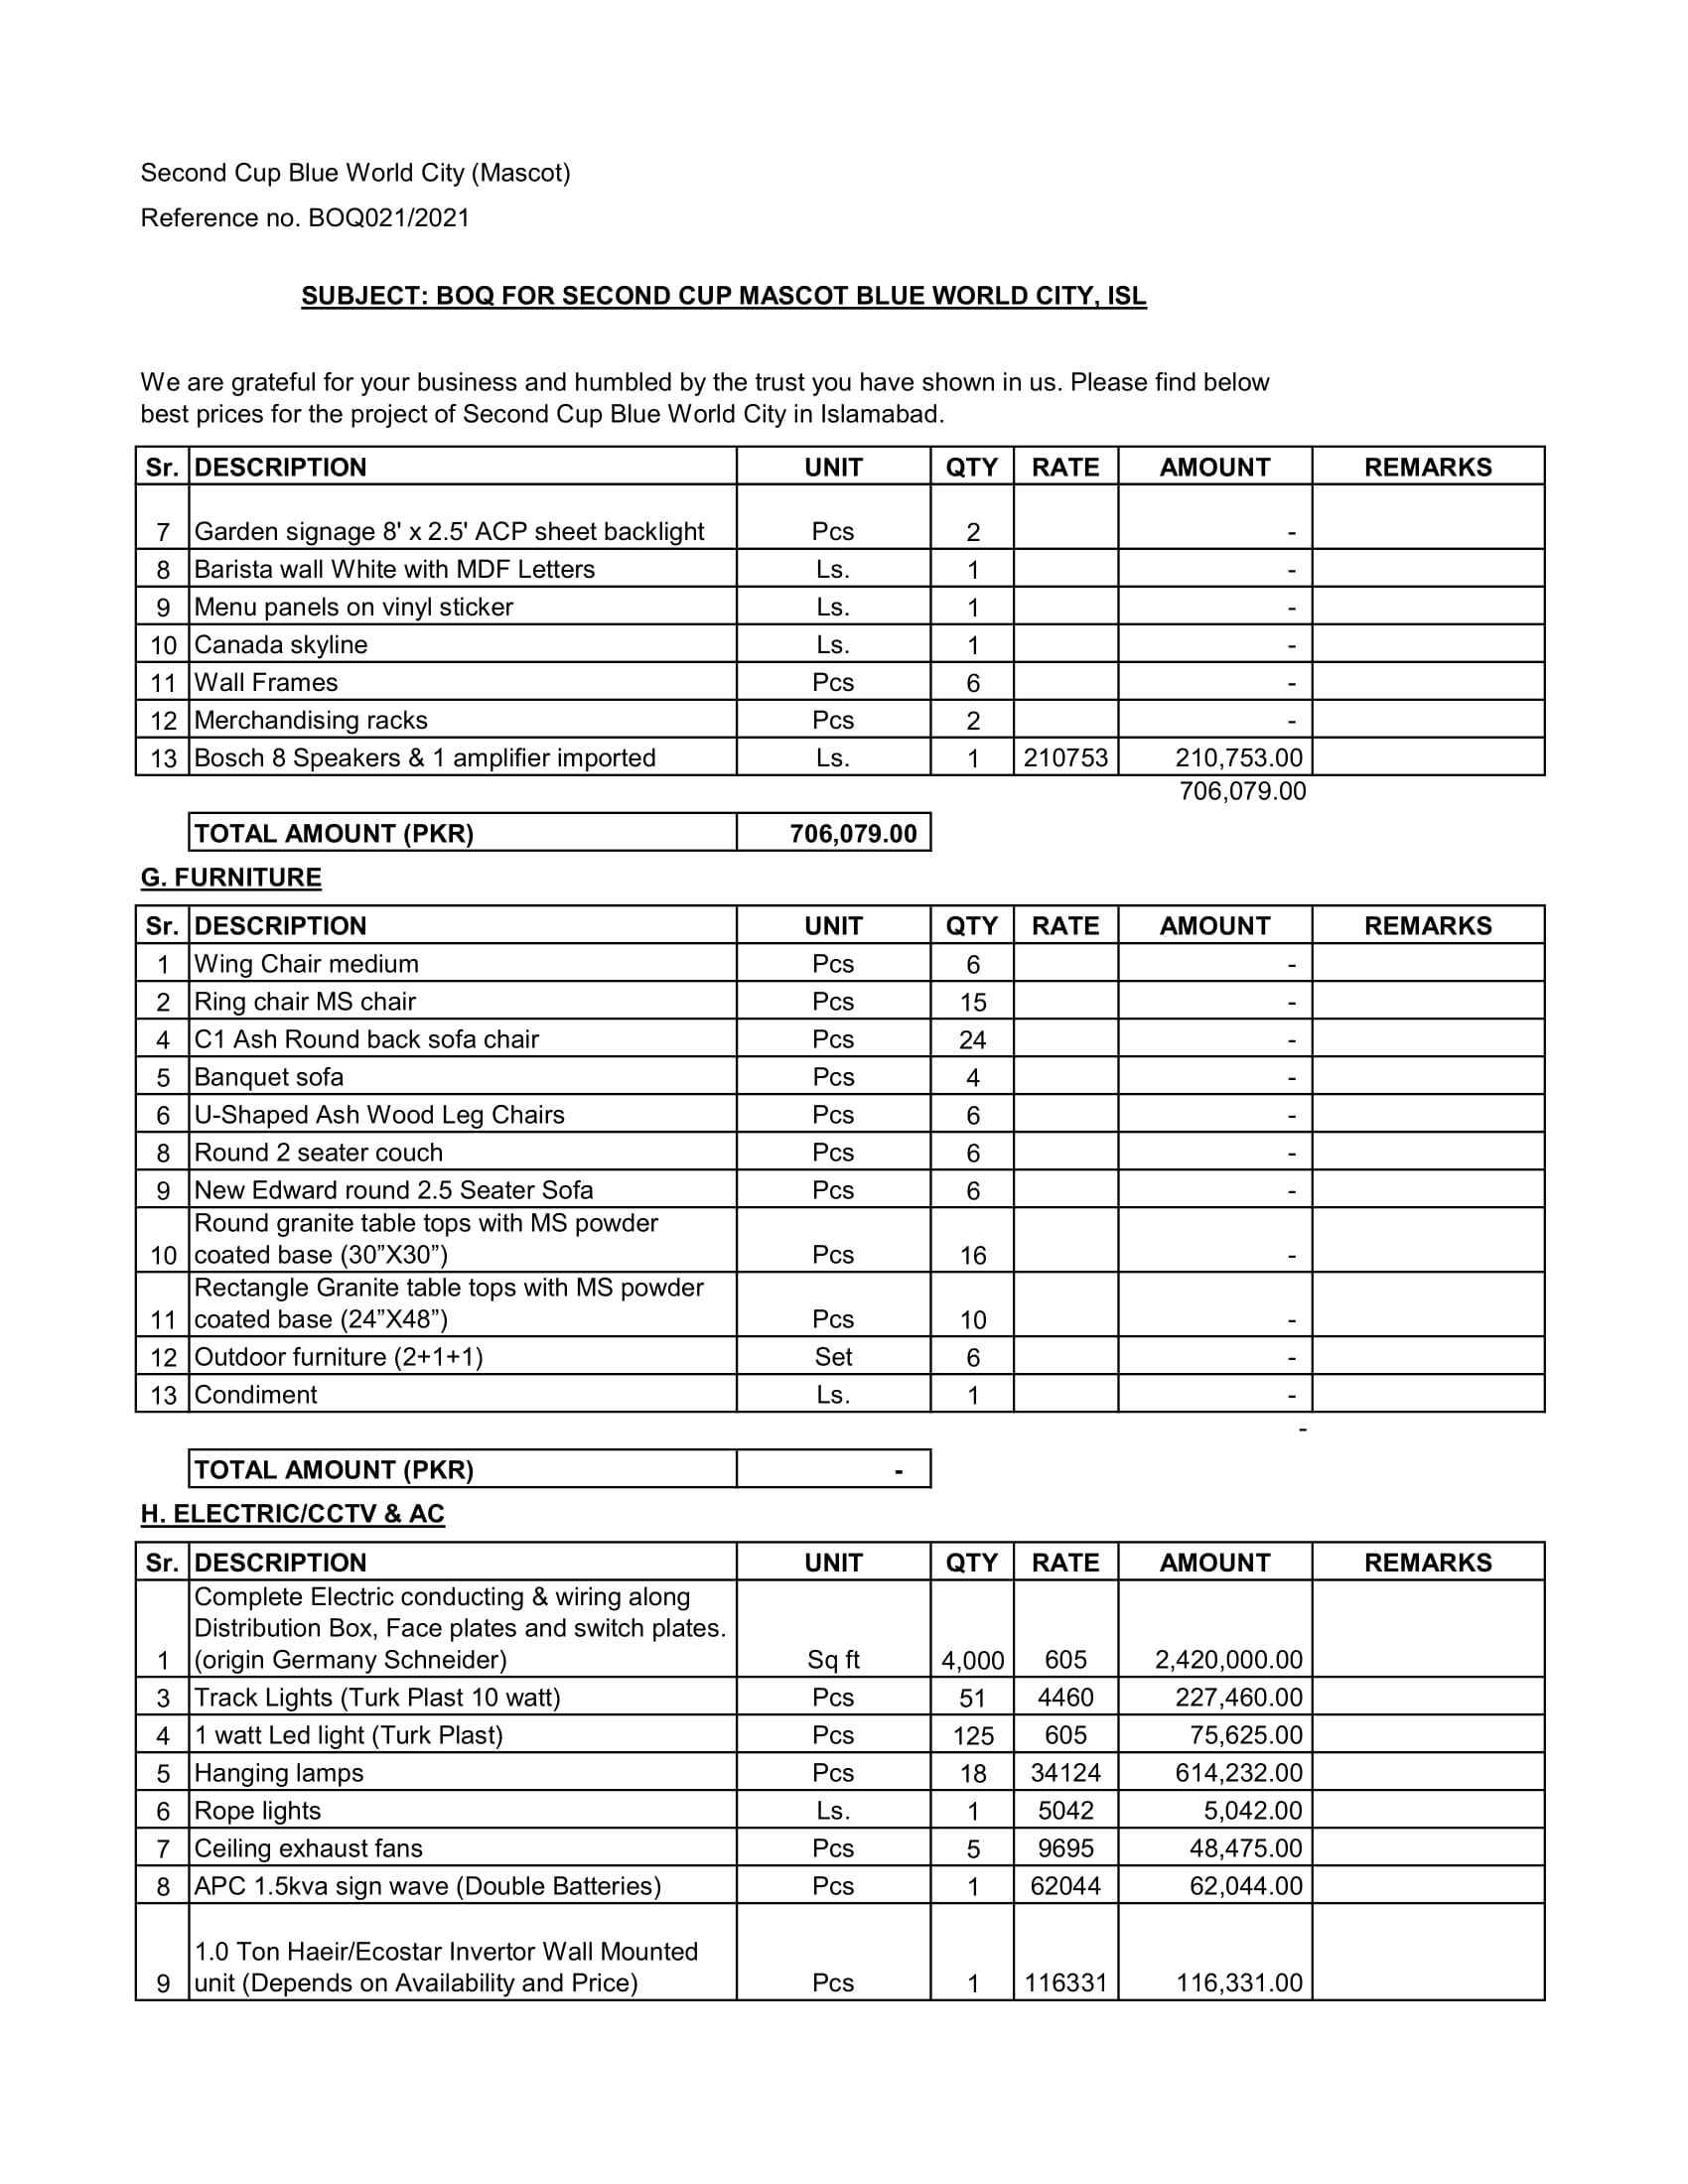 Second Cup Blue World City (Mascot)
Reference no. BOQ021/2021
SUBJECT: BOQ FOR SECOND CUP MASCOT BLUE WORLD CITY, ISL
We are grateful for your business and humbled by the trust you have shown in us. Please find below
best prices for the project of Second Cup Blue World City in Islamabad.
Sr. DESCRIPTION UNIT QTY RATE AMOUNT REMARKS
7 Garden signage 8' x 2.5' ACP sheet backlight Pcs 2 -
8 Barista wall White with MDF Letters Ls. 1 -
9 Menu panels on vinyl sticker Ls. 1 -
10 Canada skyline Ls. 1 -
11 Wall Frames Pcs 6 -
12 Merchandising racks Pcs 2 -
13 Bosch 8 Speakers & 1 amplifier imported Ls. 1 210753 210,753.00
706,079.00
TOTAL AMOUNT (PKR) 706,079.00
G. FURNITURE
Sr. DESCRIPTION UNIT QTY RATE AMOUNT REMARKS
1 Wing Chair medium Pcs 6 -
2 Ring chair MS chair Pcs 15 -
4 C1 Ash Round back sofa chair Pcs 24 -
5 Banquet sofa Pcs 4 -
6 U-Shaped Ash Wood Leg Chairs Pcs 6 -
8 Round 2 seater couch Pcs 6 -
9 New Edward round 2.5 Seater Sofa Pcs 6 -
Round granite table tops with MS powder
10 coated base (30”X30”) Pcs 16 -
Rectangle Granite table tops with MS powder
11 coated base (24”X48”) Pcs 10 -
12 Outdoor furniture (2+1+1) Set 6 -
13 Condiment Ls. 1 -
-
TOTAL AMOUNT (PKR) -
H. ELECTRIC/CCTV & AC
Sr. DESCRIPTION UNIT QTY RATE AMOUNT REMARKS
Complete Electric conducting & wiring along
Distribution Box, Face plates and switch plates.
1 (origin Germany Schneider) Sq ft 4,000 605 2,420,000.00
3 Track Lights (Turk Plast 10 watt) Pcs 51 4460 227,460.00
4 1 watt Led light (Turk Plast) Pcs 125 605 75,625.00
5 Hanging lamps Pcs 18 34124 614,232.00
6 Rope lights Ls. 1 5042 5,042.00
7 Ceiling exhaust fans Pcs 5 9695 48,475.00
8 APC 1.5kva sign wave (Double Batteries) Pcs 1 62044 62,044.00
1.0 Ton Haeir/Ecostar Invertor Wall Mounted
9 unit (Depends on Availability and Price) Pcs 1 116331 116,331.00